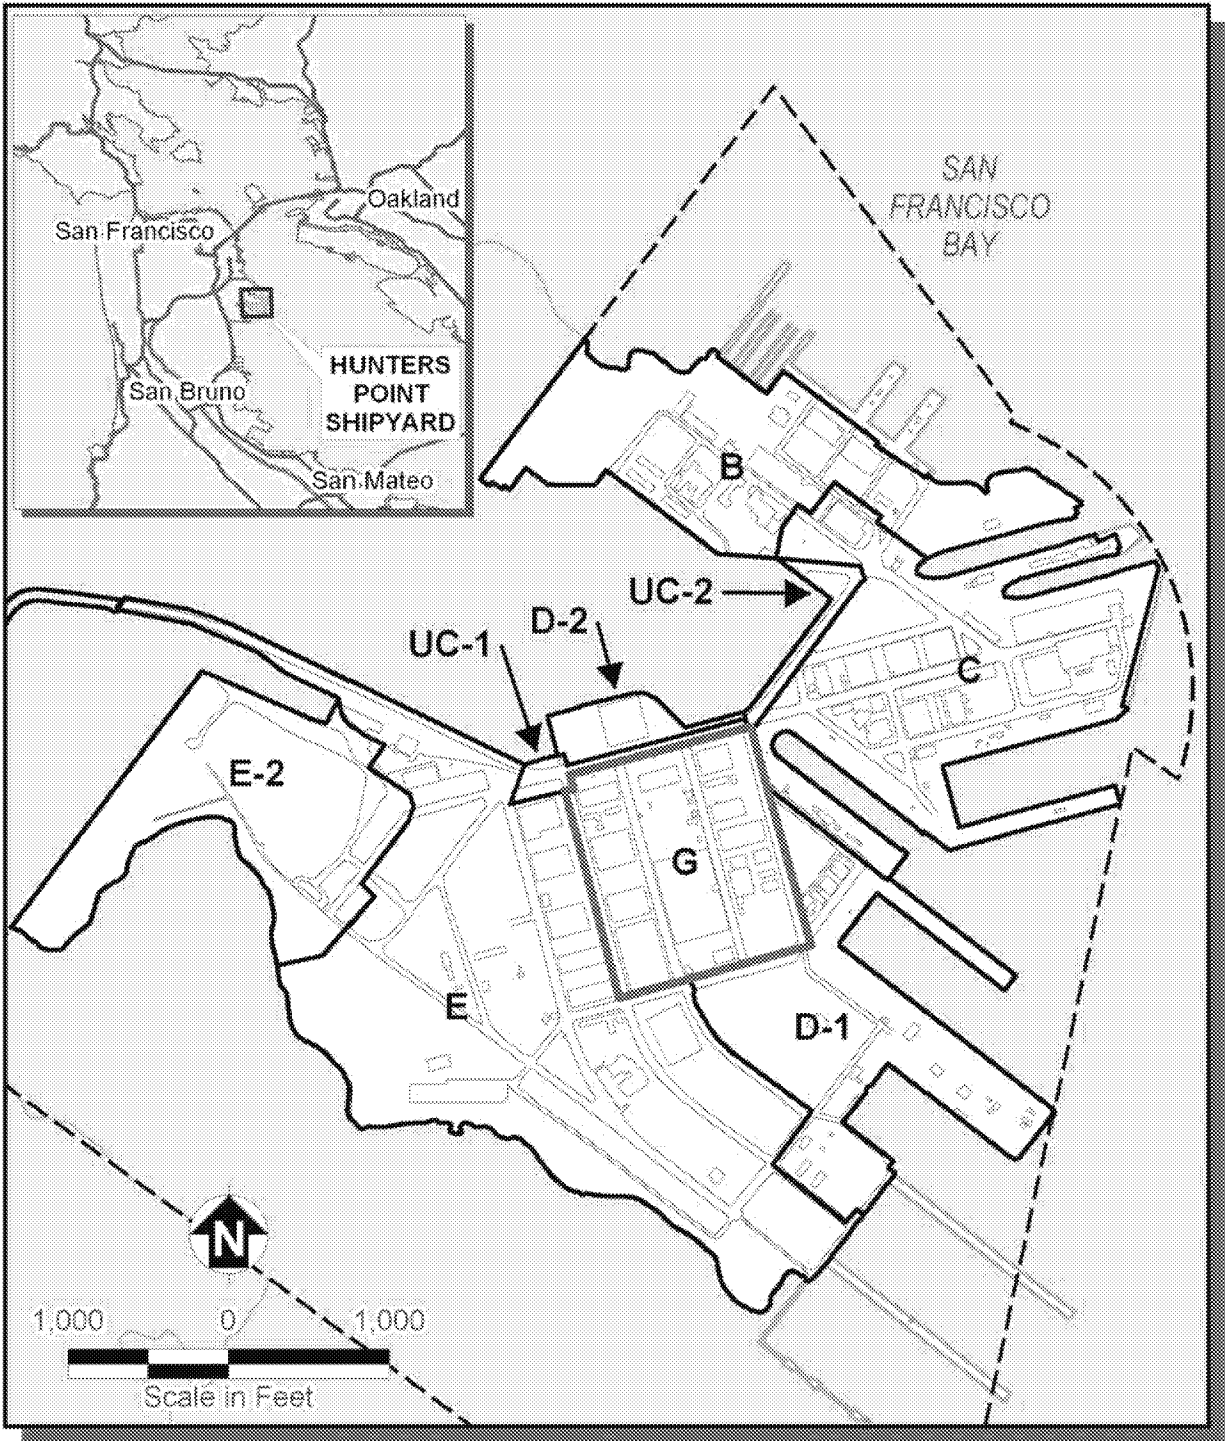 SAN
FRANCISCO
BAY
Oakland
San Francisco
HUNTERS
POINT
SHIPYARD
San Bruno
San Mateo
B
UC-2
D-2
UC-1
C
E-2
G
E
D-1
N
1,000 0 1,000
Scale in Feet